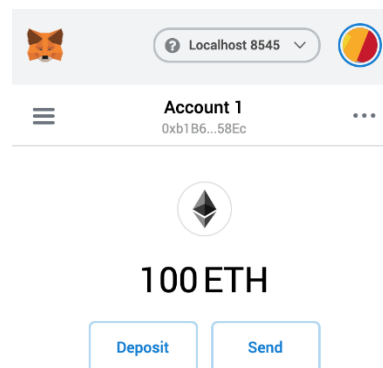 Localhost 8545
Account 1
0xb1B6...58Ec
100 ETH
Deposit Send